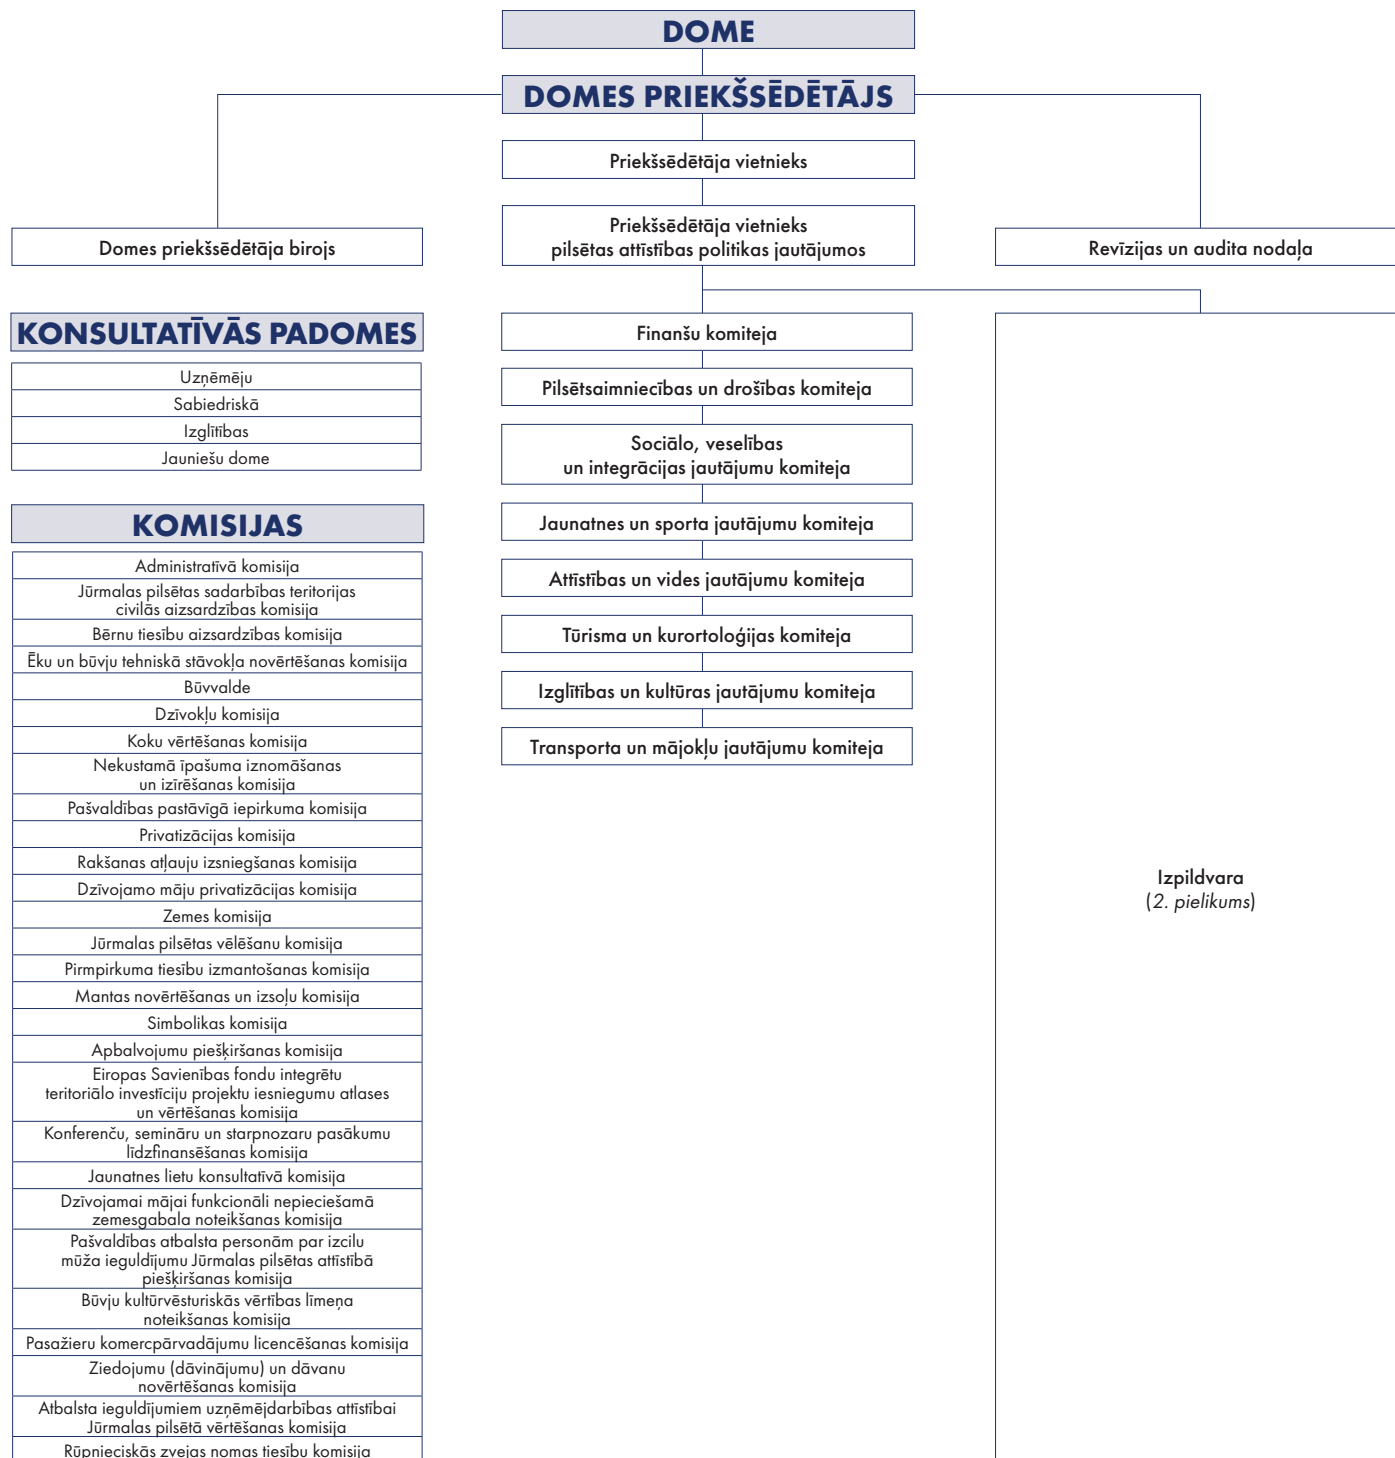 DOME
DOMES PRIEKŠSĒDĒTĀJS
Priekšsēdētāja vietnieks
Priekšsēdētāja vietnieks
pilsētas attīstības politikas jautājumos
Domes priekšsēdētāja birojs
Revīzijas un audita nodaļa
KONSULTATĪVĀS PADOMES
Uzņēmēju
Sabiedriskā
Izglītības
Jauniešu dome
KOMISIJAS
Administratīvā komisija
Jūrmalas pilsētas sadarbības teritorijas
civilās aizsardzības komisija
Bērnu tiesību aizsardzības komisija
Ēku un būvju tehniskā stāvokļa novērtēšanas komisija
Būvvalde
Dzīvokļu komisija
Koku vērtēšanas komisija
Nekustamā īpašuma iznomāšanas
un izīrēšanas komisija
Pašvaldības pastāvīgā iepirkuma komisija
Privatizācijas komisija
Rakšanas atļauju izsniegšanas komisija
Dzīvojamo māju privatizācijas komisija
Zemes komisija
Jūrmalas pilsētas vēlēšanu komisija
Pirmpirkuma tiesību izmantošanas komisija
Mantas novērtēšanas un izsoļu komisija
Simbolikas komisija
Apbalvojumu piešķiršanas komisija
Eiropas Savienības fondu integrētu
teritoriālo investīciju projektu iesniegumu atlases
un vērtēšanas komisija
Konferenču, semināru un starpnozaru pasākumu
līdzfinansēšanas komisija
Jaunatnes lietu konsultatīvā komisija
Dzīvojamai mājai funkcionāli nepieciešamā
zemesgabala noteikšanas komisija
Pašvaldības atbalsta personām par izcilu
mūža ieguldījumu Jūrmalas pilsētas attīstībā
piešķiršanas komisija
Būvju kultūrvēsturiskās vērtības līmeņa
noteikšanas komisija
Pasažieru komercpārvadājumu licencēšanas komisija
Ziedojumu (dāvinājumu) un dāvanu
novērtēšanas komisija
Atbalsta ieguldījumiem uzņēmējdarbības attīstībai
Jūrmalas pilsētā vērtēšanas komisija
Rūpnieciskās zvejas nomas tiesību komisija
Finanšu komiteja
Pilsētsaimniecības un drošības komiteja
Sociālo, veselības
un integrācijas jautājumu komiteja
Jaunatnes un sporta jautājumu komiteja
Attīstības un vides jautājumu komiteja
Tūrisma un kurortoloģijas komiteja
Izglītības un kultūras jautājumu komiteja
Transporta un mājokļu jautājumu komiteja
Izpildvara
(2. pielikums)